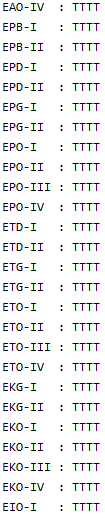 EAO-IV  : TTTT
EPB-I   : TTTT
EPB-II  : TTTT
EPD-I   : TTTT
EPD-II  : TTTT
EPG-I   : TTTT
EPG-II  : TTTT
EPO-I   : TTTT
EPO-II  : TTTT
EPO-III : TTTT
EPO-IV  : TTTT
ETD-I   : TTTT
ETD-II  : TTTT
ETG-I   : TTTT
ETG-II  : TTTT
ETO-I   : TTTT
ETO-II  : TTTT
ETO-III : TTTT
ETO-IV  : TTTT
EKG-I   : TTTT
EKG-II  : TTTT
EKO-I   : TTTT
EKO-II  : TTTT
EKO-III : TTTT
EKO-IV  : TTTT
EIO-I   : TTTT